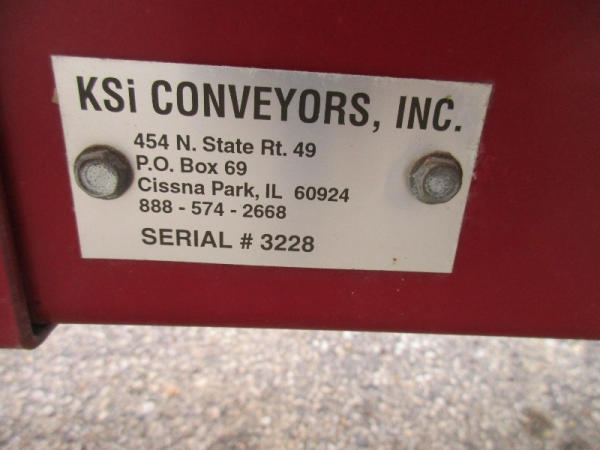 KSi CONVEYORS, INC.
454 N. State Rt. 49
P.O. Box 69
Cissna Park, IL 60924
888 - 574 - 2668
SERIAL # 3228